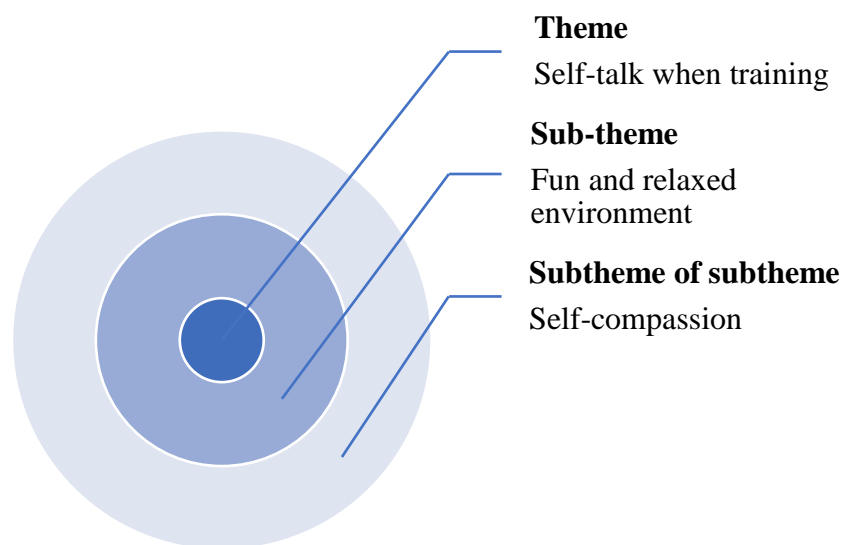 Theme
Self-talk when training
Sub-theme
Fun and relaxed
environment
Subtheme of subtheme
Self-compassion